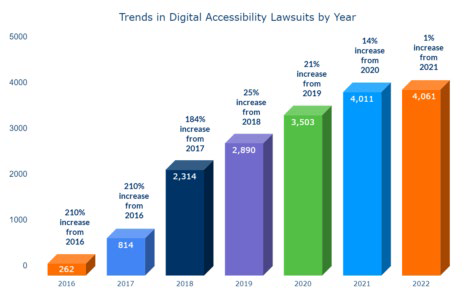 Trends in Digital Accessibility Lawsuits by Year
5000
4000
3000
2000
1000
0
210%
increase
from
2016
262
2016
210%
increase
from
2016
814
2017
184%
increase
from
2017
2,314
2018
25%
increase
from
2018
2,890
2019
21%
increase
from
2019
3,503
2020
14%
increase
from
2020
4,011
2021
1%
increase
from
2021
4,061
2022